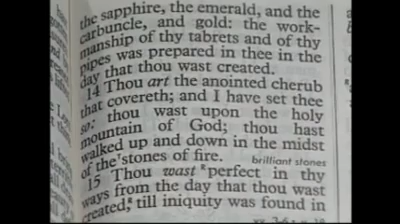 the sapphire, the emerald, and the
carbuncle, and gold: the work-
manship of thy tabrets and of thy
pipes was prepared in thee in the
day that thou wast created.
14 Thou art the anointed cherub
that covereth; and I have set thee
so: thou wast upon the holy
mountain of God; thou hast
walked up and down in the midst
of the stones of fire.
brilliant stones
15 Thou wast perfect in thy
ways from the day that thou wast
created, till iniquity was found in